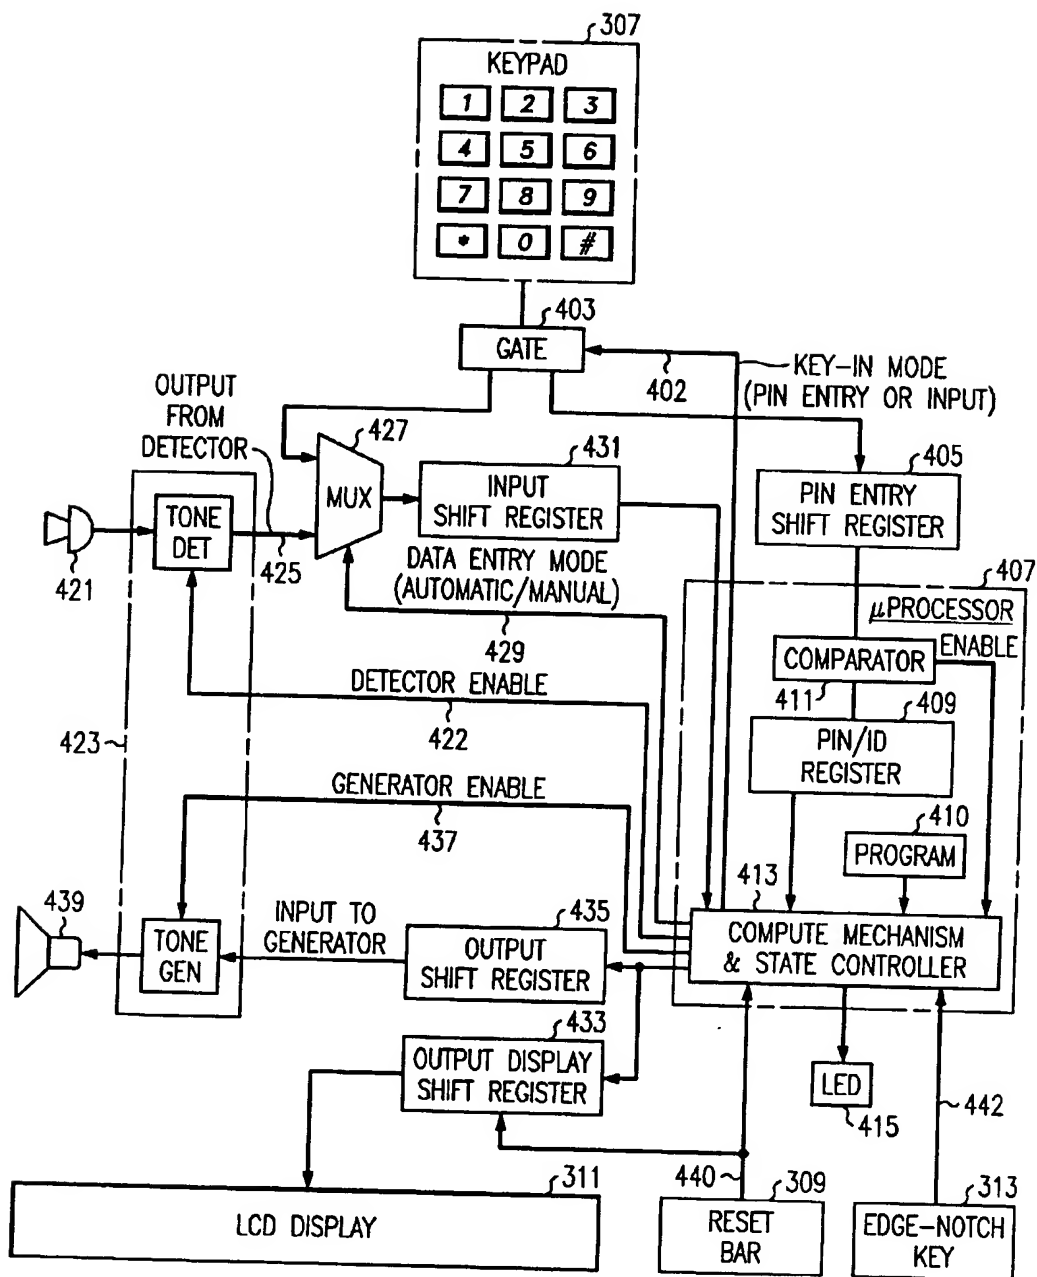 307
KEYPAD
1 2 3
4 5 6
7 8 9
* 0 #
403
GATE
402
KEY-IN MODE
(PIN ENTRY OR INPUT)
OUTPUT
FROM
DETECTOR
427
MUX
431
INPUT
SHIFT REGISTER
405
PIN ENTRY
SHIFT REGISTER
TONE
DET
421
425
DATA ENTRY MODE
(AUTOMATIC/MANUAL)
429
407
μPROCESSOR
COMPARATOR
ENABLE
411
409
PIN/ID
REGISTER
DETECTOR ENABLE
422
423
GENERATOR ENABLE
437
410
PROGRAM
413
COMPUTE MECHANISM
& STATE CONTROLLER
439
TONE
GEN
INPUT TO
GENERATOR
435
OUTPUT
SHIFT REGISTER
433
OUTPUT DISPLAY
SHIFT REGISTER
LED
415
442
440
311
LCD DISPLAY
309
RESET
BAR
313
EDGE-NOTCH
KEY